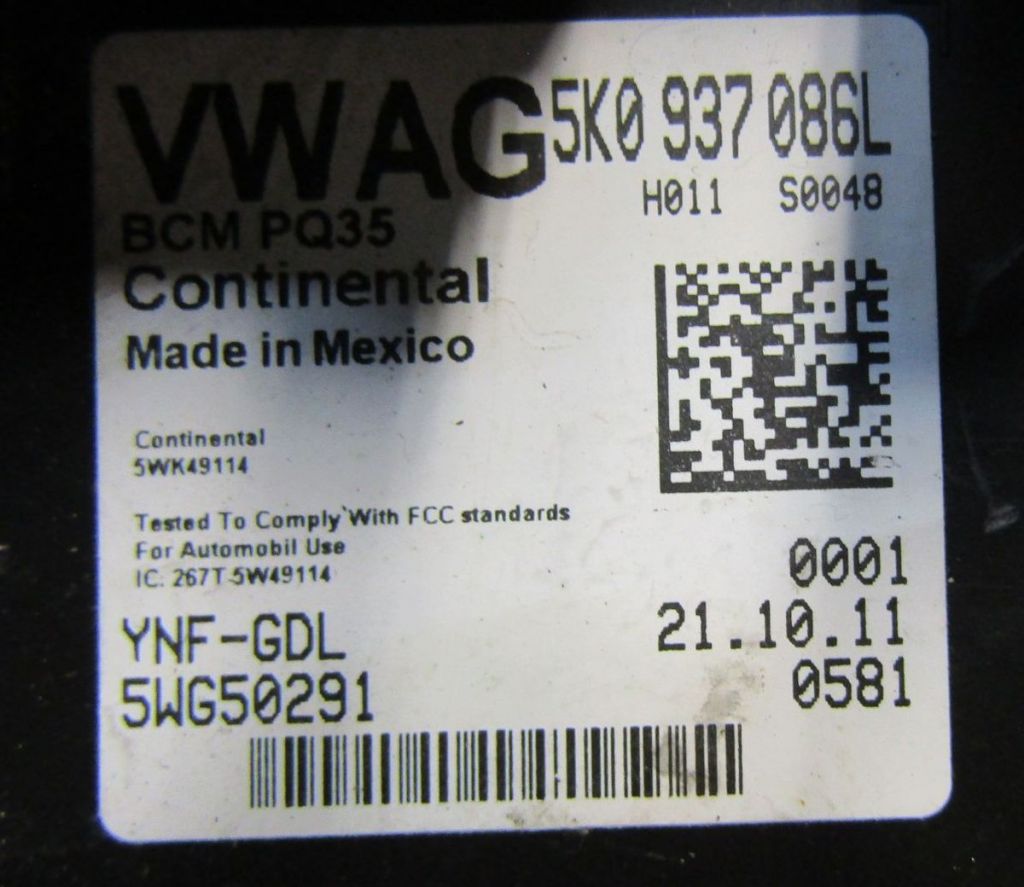 VWAG 5K0 937 086L
H011 S0048
BCM PQ35
Continental
Made in Mexico
Continental
5WK49114
Tested To Comply With FCC standards
For Automobil Use
IC: 267T-5W49114
0001
YNF-GDL 21.10.11
5WG50291 0581